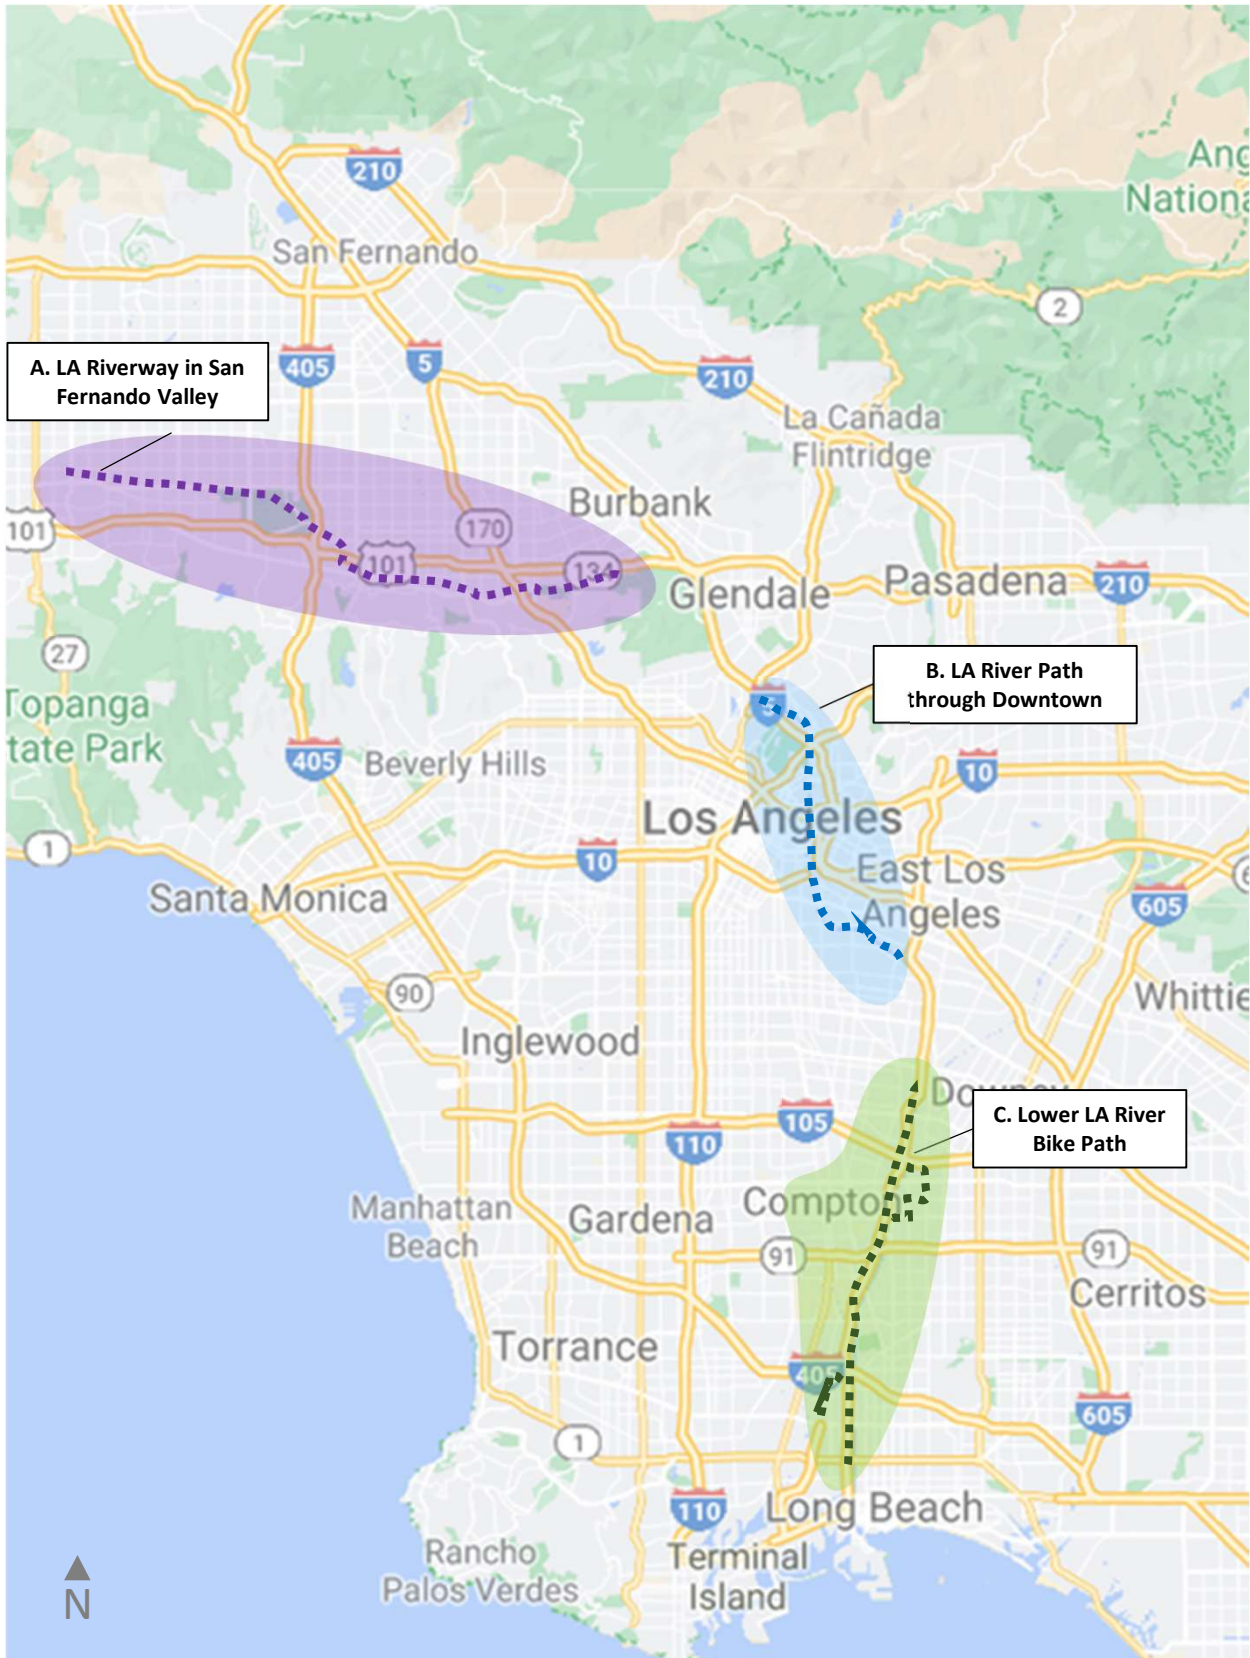 Ang
Nationa
210
San Fernando
2
A. LA Riverway in San
Fernando Valley
405
5
210
La Cañada
Flintridge
Burbank
101
170
101
134
Glendale
Pasadena
210
27
B. LA River Path
through Downtown
5
Topanga
tate Park
405
Beverly Hills
10
Los Angeles
1
10
East Los
Angeles
6
605
Santa Monica
90
Whittie
Inglewood
Downey
C. Lower LA River
Bike Path
105
110
Manhattan
Beach
Gardena
Compton
91
91
Cerritos
Torrance
405
605
1
110
Long Beach
Rancho
Palos Verdes
Terminal
Island
N